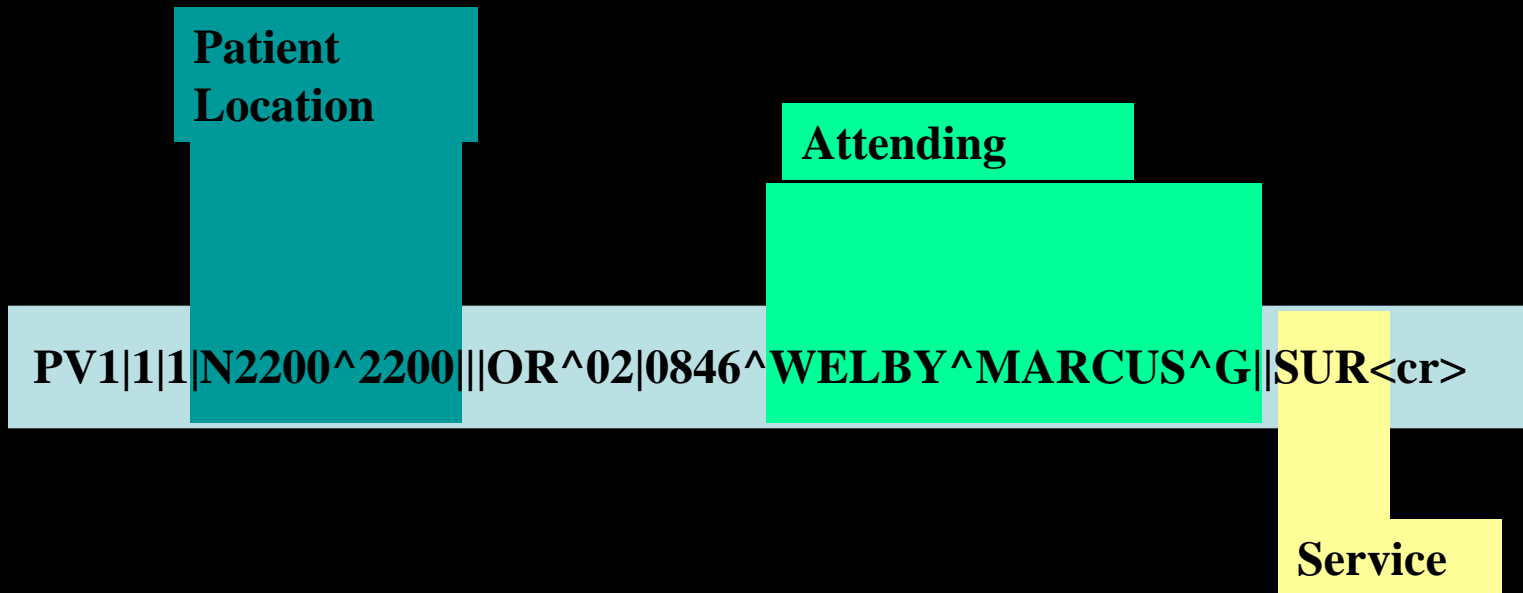 Patient
Location
Attending
PV1|1|1|N2200^2200|||OR^02|0846^WELBY^MARCUS^G||SUR<cr>
Service